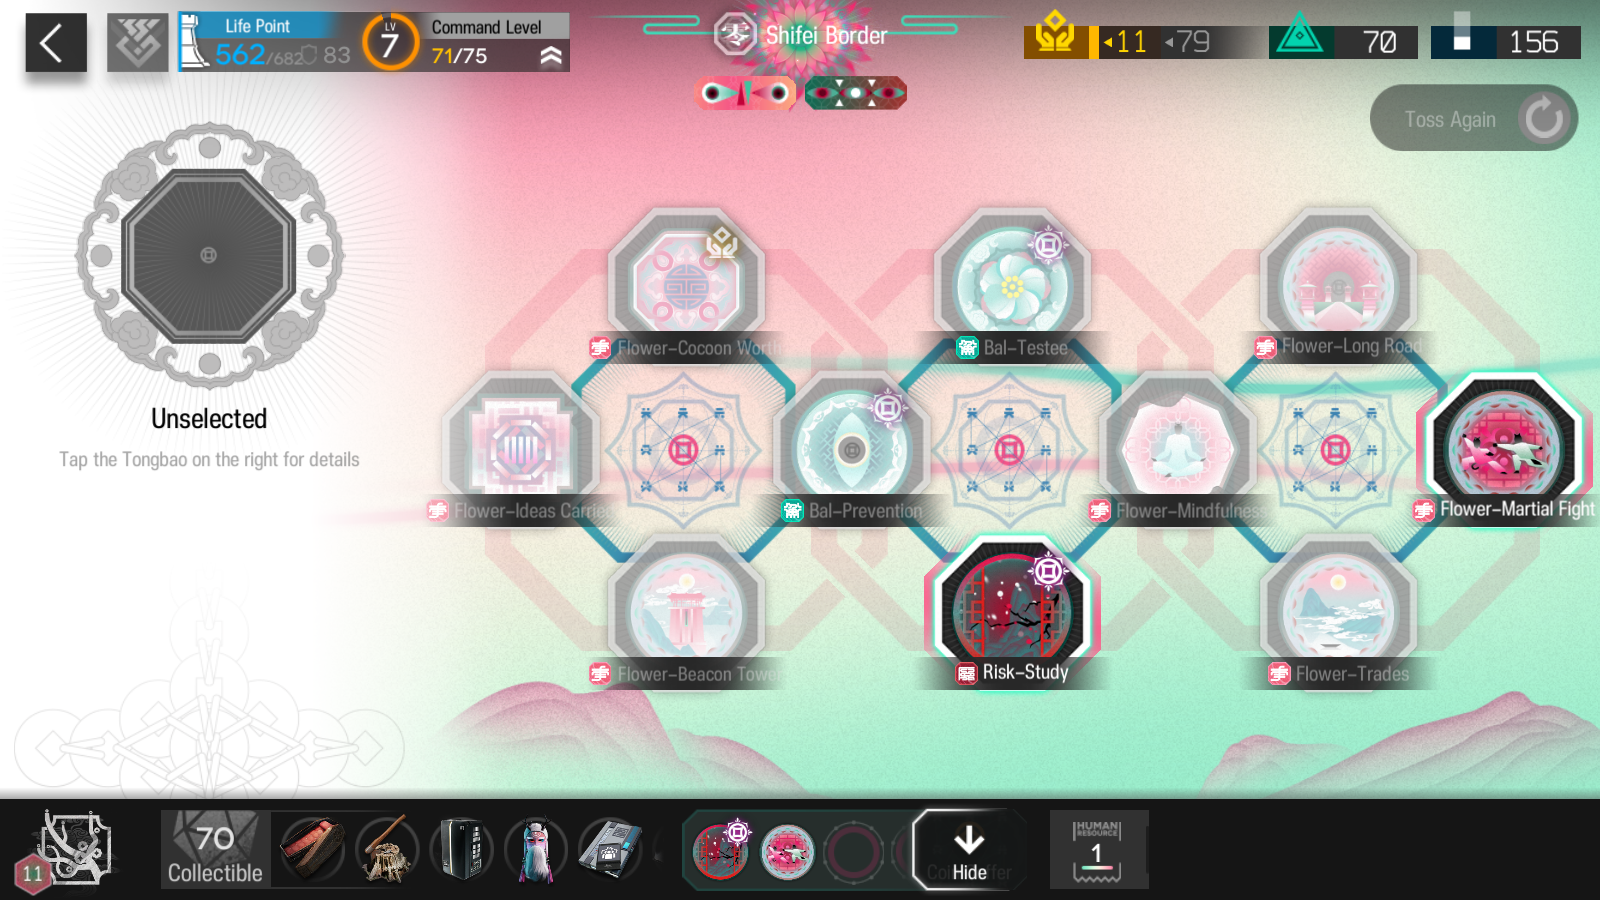 Life Point
562/682 83
LV
7
Command Level
71/75
Shifei Border
11
79
70
156
Toss Again
Unselected
Tap the Tongbao on the right for details
Flower-Cocoon Worth
Bal-Testee
Flower-Long Road
Flower-Ideas Carried
Bal-Prevention
Flower-Mindfulness
Flower-Martial Fight
Flower-Beacon Tower
Risk-Study
Flower-Trades
11
70
Collectible
Hide
HUMAN
RESOURCE
1